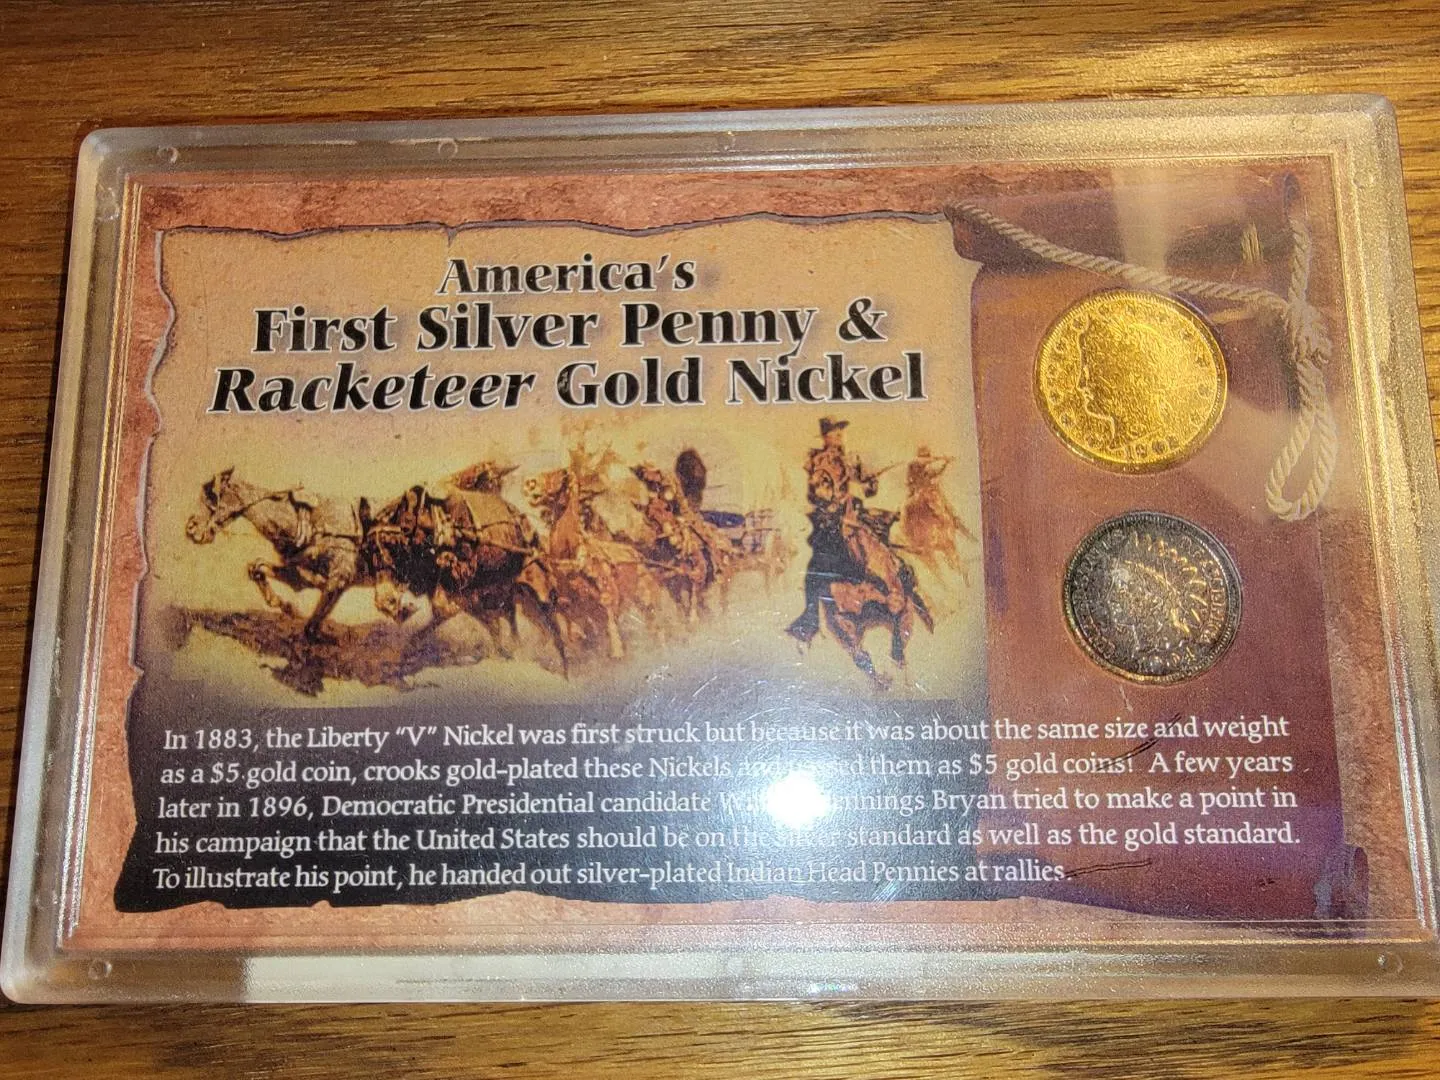 America's
First Silver Penny &
Racketeer Gold Nickel
In 1883, the Liberty "V" Nickel was first struck but because it was about the same size and weight
as a $5 gold coin, crooks gold-plated these Nickels and passed them as $5 gold coins! A few years
later in 1896, Democratic Presidential candidate William Jennings Bryan tried to make a point in
his campaign that the United States should be on the silver standard as well as the gold standard.
To illustrate his point, he handed out silver-plated Indian Head Pennies at rallies.